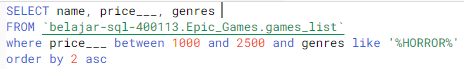 SELECT name, price___, genres
FROM `belajar-sql-400113.Epic_Games.games_list`
where price___ between 1000 and 2500 and genres like '%HORROR%'
order by 2 asc